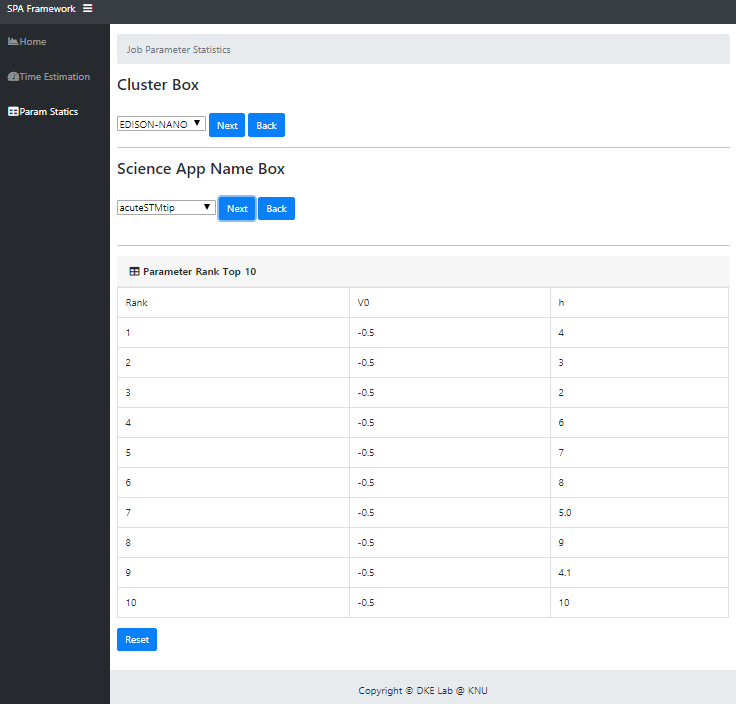 SPA Framework
Home
Time Estimation
Param Statics
Job Parameter Statistics
Cluster Box
EDISON-NANO Next Back
Science App Name Box
acuteSTMtip Next Back
Parameter Rank Top 10
Rank V0 h
1 -0.5 4
2 -0.5 3
3 -0.5 2
4 -0.5 6
5 -0.5 7
6 -0.5 8
7 -0.5 5.0
8 -0.5 9
9 -0.5 4.1
10 -0.5 10
Reset
Copyright © DKE Lab @ KNU